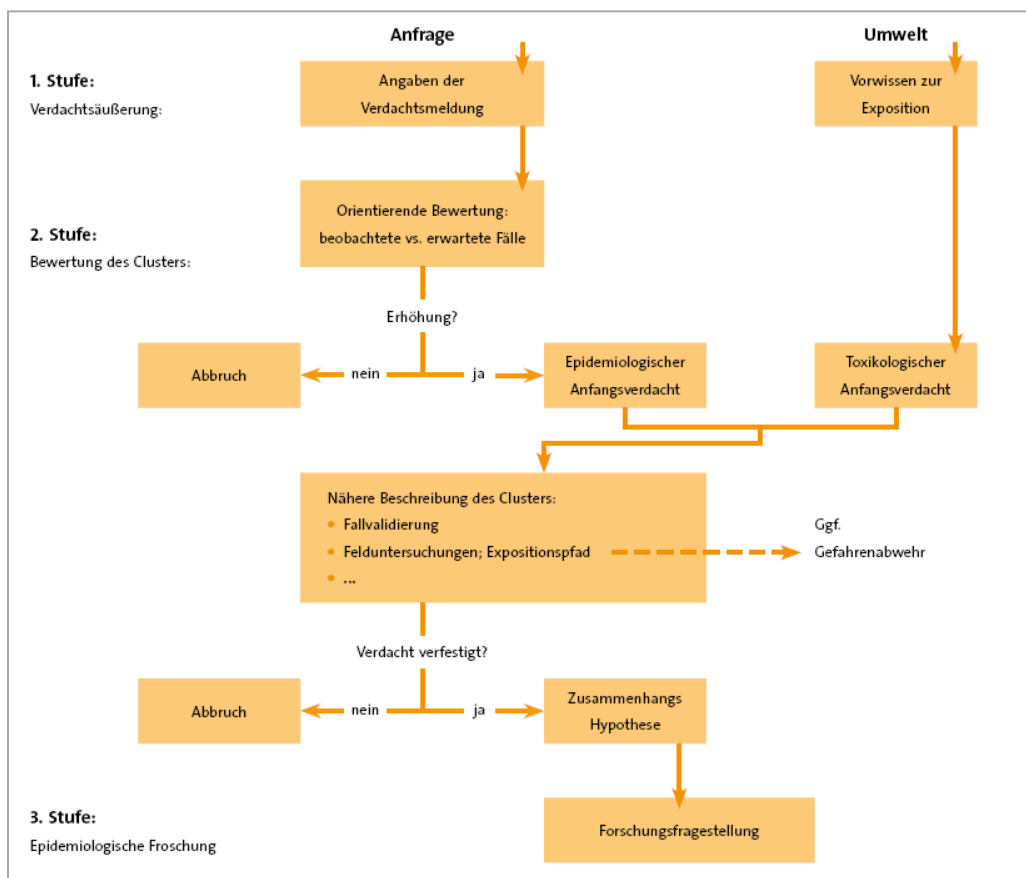 Anfrage
Umwelt
1. Stufe:
Verdachtsäußerung:
Angaben der
Verdachtsmeldung
Vorwissen zur
Exposition
2. Stufe:
Bewertung des Clusters:
Orientierende Bewertung:
beobachtete vs. erwartete Fälle
Erhöhung?
Abbruch
nein
ja
Epidemiologischer
Anfangsverdacht
Toxikologischer
Anfangsverdacht
Nähere Beschreibung des Clusters:
• Fallvalidierung
• Felduntersuchungen; Expositionspfad
• ...
Ggf.
Gefahrenabwehr
Verdacht verfestigt?
Abbruch
nein
ja
Zusammenhangs
Hypothese
3. Stufe:
Epidemiologische Froschung
Forschungsfragestellung